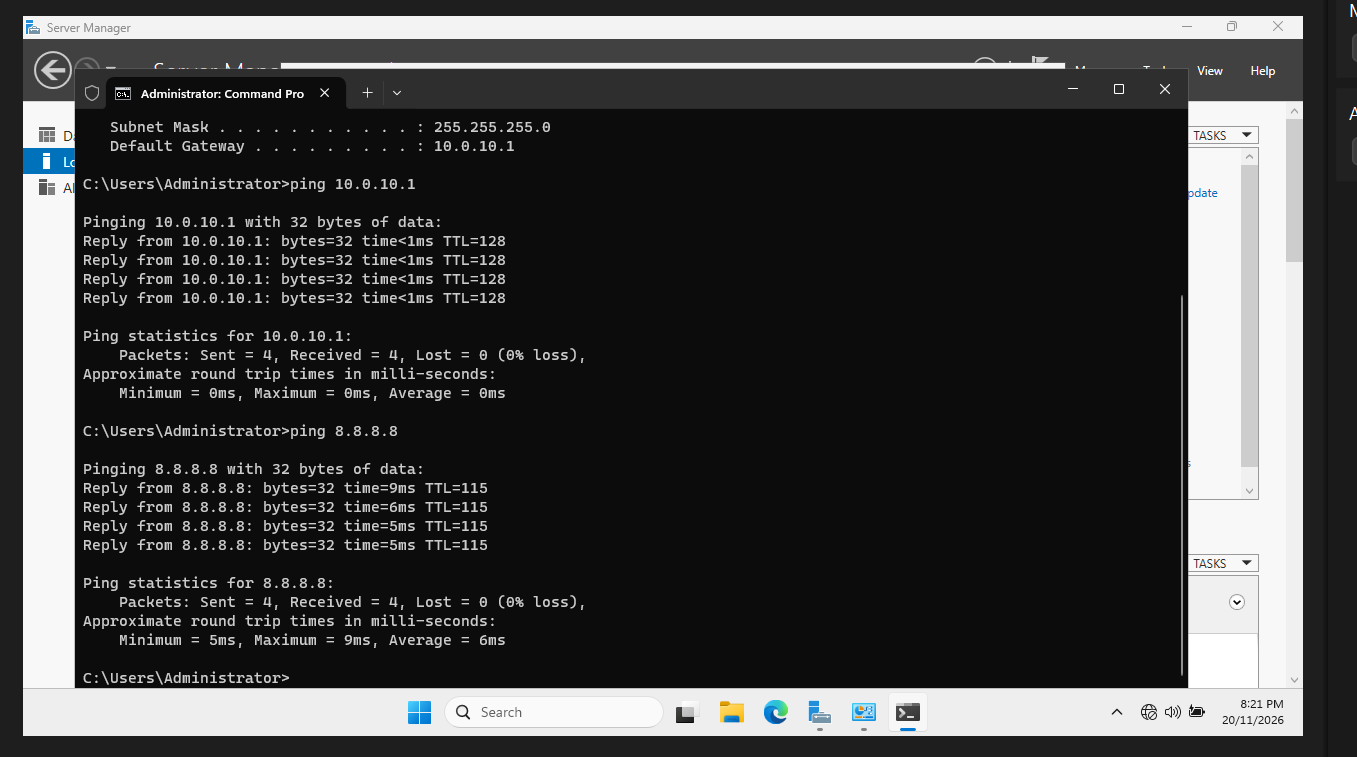 Server Manager
Server Mana
View
Help
Administrator: Command Pro
TASKS
Subnet Mask . . . . . . . . . . . : 255.255.255.0
Default Gateway . . . . . . . . . : 10.0.10.1
C:\Users\Administrator>ping 10.0.10.1
pdate
Pinging 10.0.10.1 with 32 bytes of data:
Reply from 10.0.10.1: bytes=32 time<1ms TTL=128
Reply from 10.0.10.1: bytes=32 time<1ms TTL=128
Reply from 10.0.10.1: bytes=32 time<1ms TTL=128
Reply from 10.0.10.1: bytes=32 time<1ms TTL=128
Ping statistics for 10.0.10.1:
Packets: Sent = 4, Received = 4, Lost = 0 (0% loss),
Approximate round trip times in milli-seconds:
Minimum = 0ms, Maximum = 0ms, Average = 0ms
C:\Users\Administrator>ping 8.8.8.8
Pinging 8.8.8.8 with 32 bytes of data:
Reply from 8.8.8.8: bytes=32 time=9ms TTL=115
Reply from 8.8.8.8: bytes=32 time=6ms TTL=115
Reply from 8.8.8.8: bytes=32 time=5ms TTL=115
Reply from 8.8.8.8: bytes=32 time=5ms TTL=115
TASKS
Ping statistics for 8.8.8.8:
Packets: Sent = 4, Received = 4, Lost = 0 (0% loss),
Approximate round trip times in milli-seconds:
Minimum = 5ms, Maximum = 9ms, Average = 6ms
C:\Users\Administrator>
Search
8:21 PM
20/11/2026